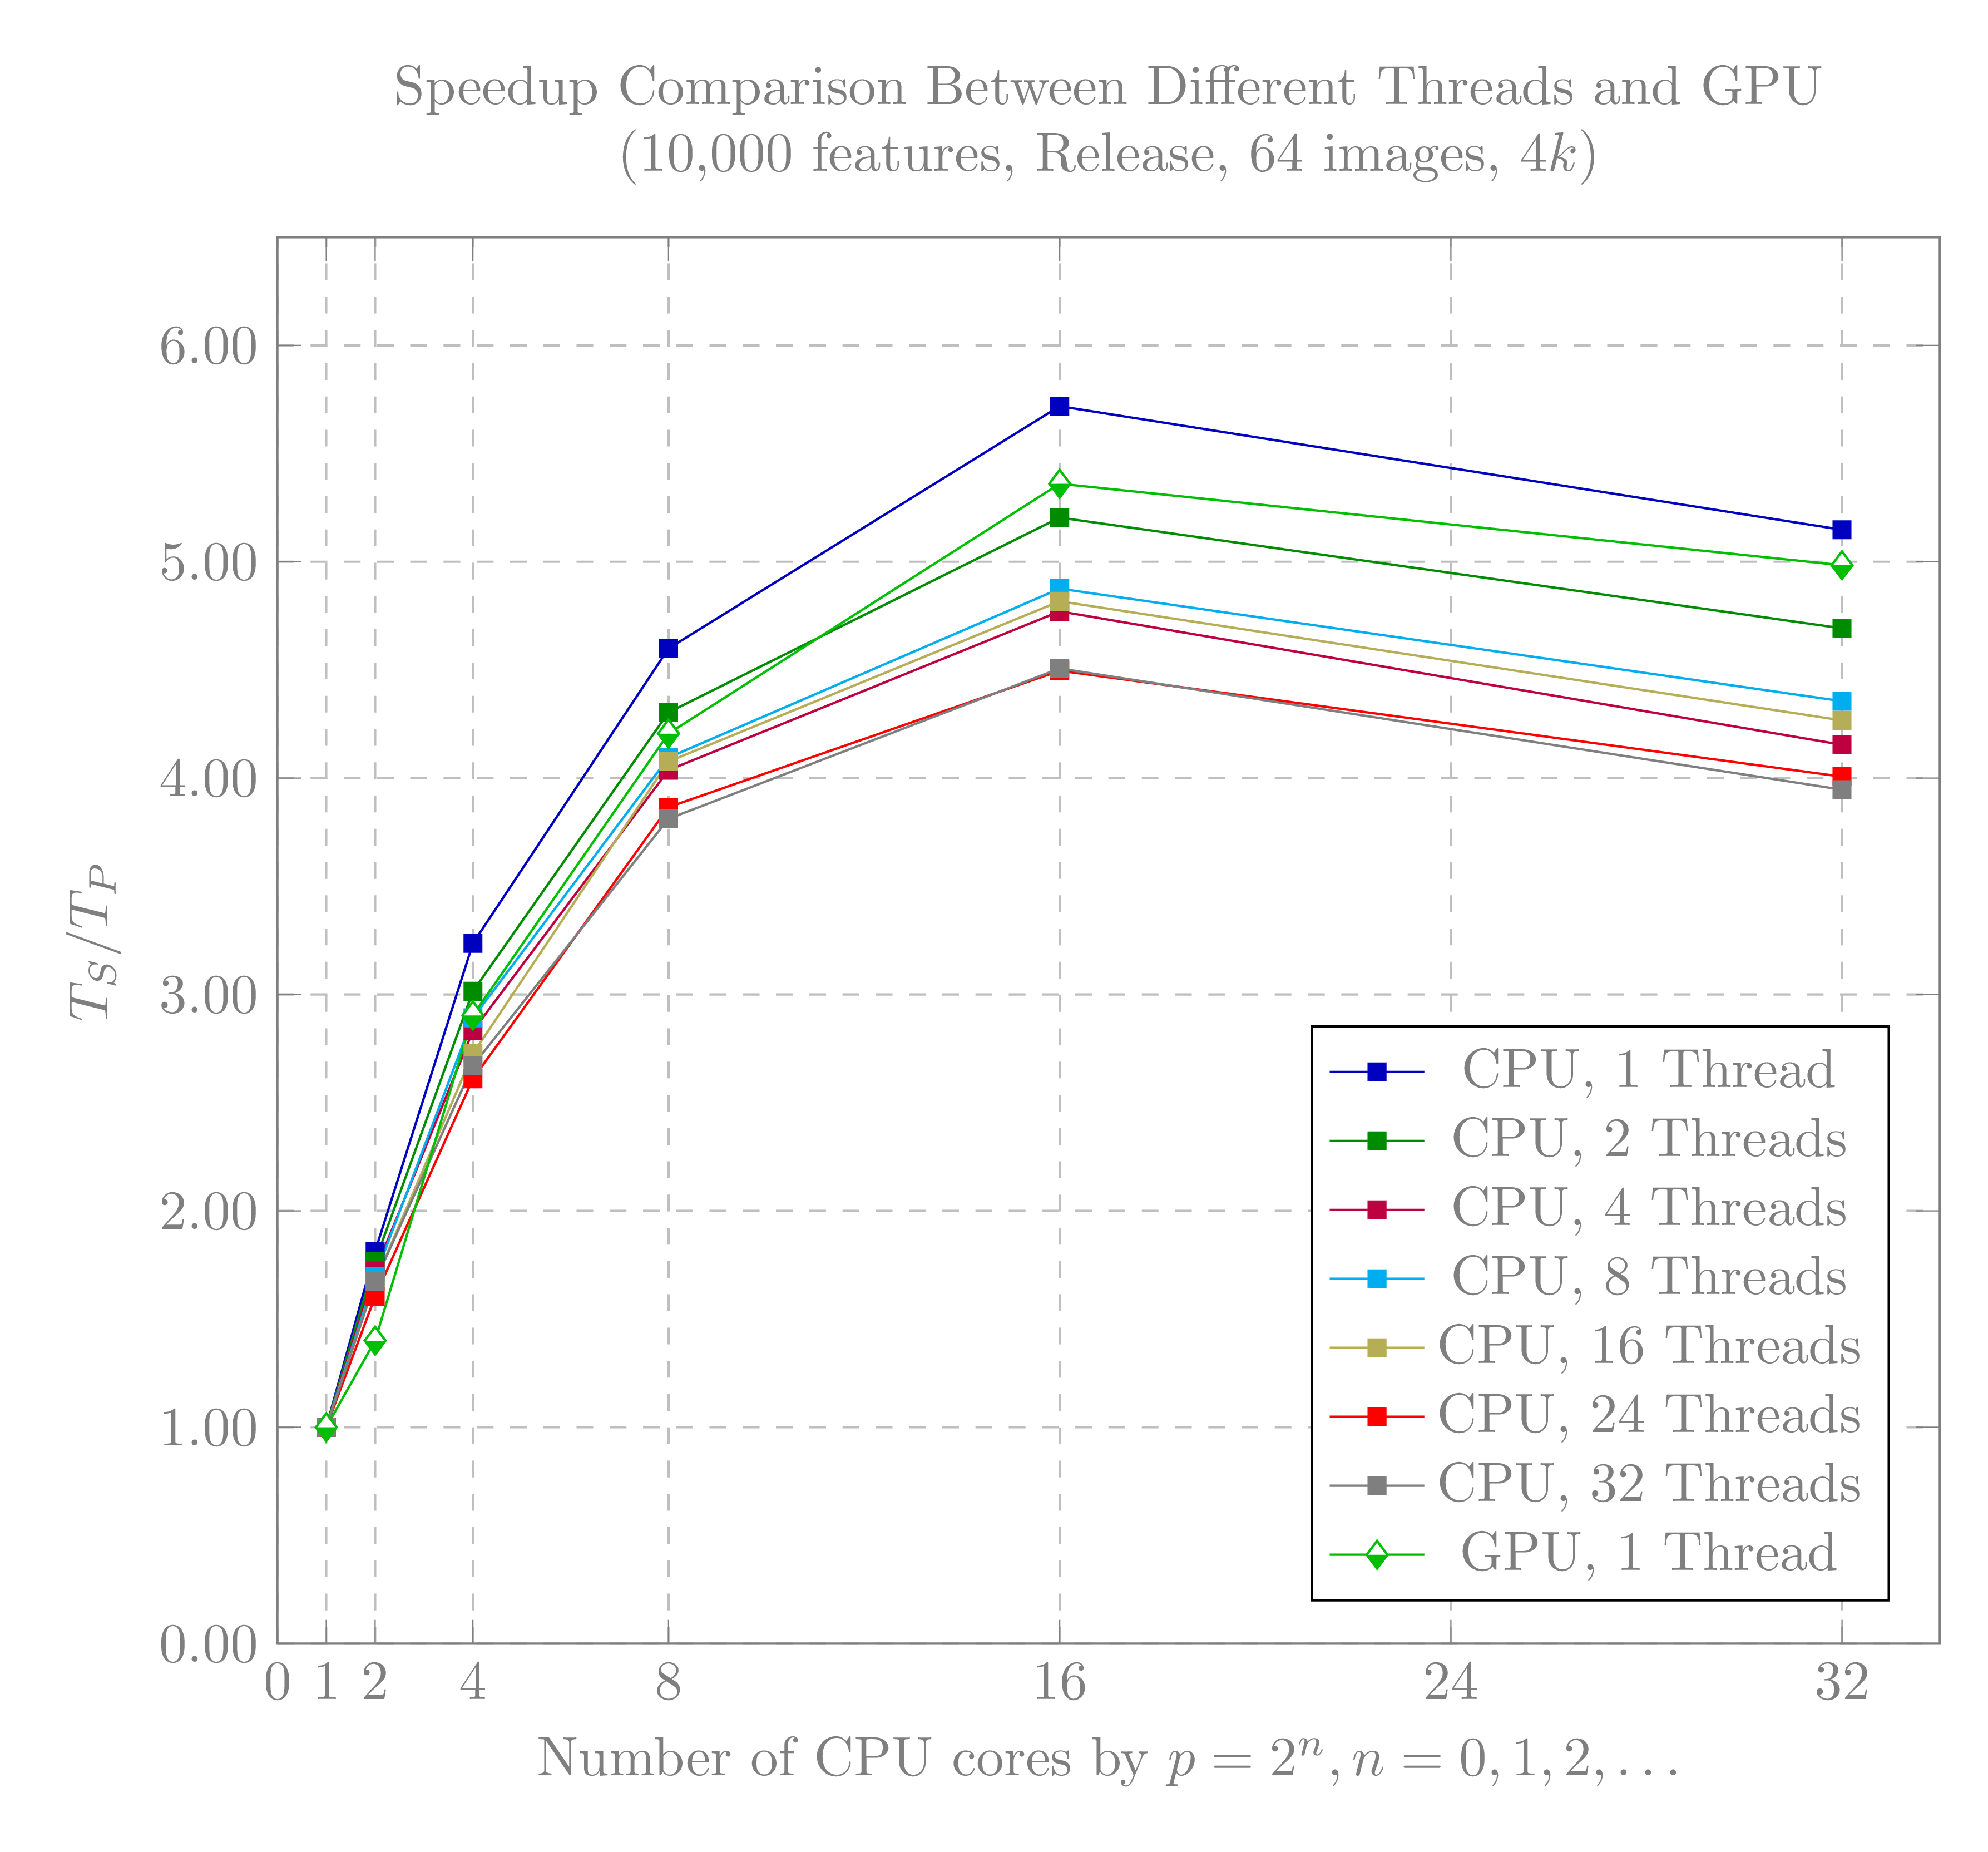 Speedup Comparison Between Different Threads and GPU
(10,000 features, Release, 64 images, 4k)
6.00
5.00
4.00
3.00
2.00
1.00
0.00
T_S/T_P
CPU, 1 Thread
CPU, 2 Threads
CPU, 4 Threads
CPU, 8 Threads
CPU, 16 Threads
CPU, 24 Threads
CPU, 32 Threads
GPU, 1 Thread
0 1 2 4 8 16 24 32
Number of CPU cores by p = 2^n, n = 0,1,2,...